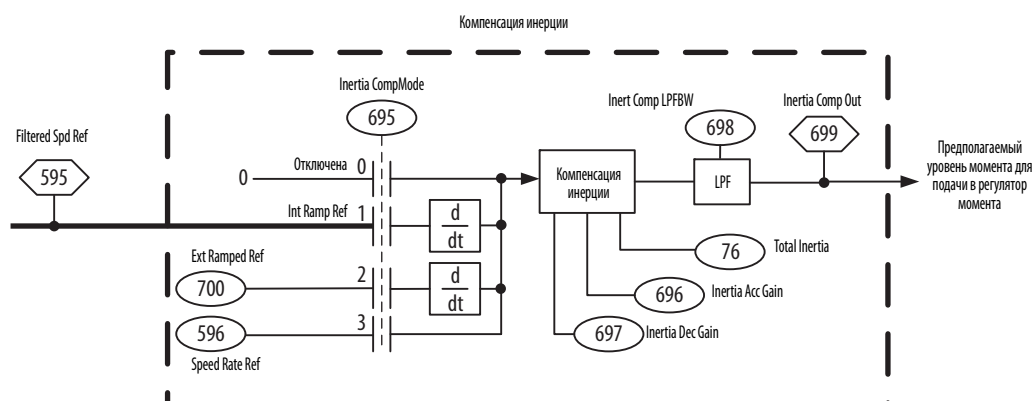 Компенсация инерции
Inertia CompMode
695
Inert Comp LPFBW
698
Inertia Comp Out
699
Filtered Spd Ref
595
Отключена 0
0
Int Ramp Ref 1
d
dt
Компенсация
инерции
LPF
Предполагаемый
уровень момента для
подачи в регулятор
момента
Ext Ramped Ref
700
2
d
dt
76
Total Inertia
696
Inertia Acc Gain
596
3
697
Inertia Dec Gain
Speed Rate Ref